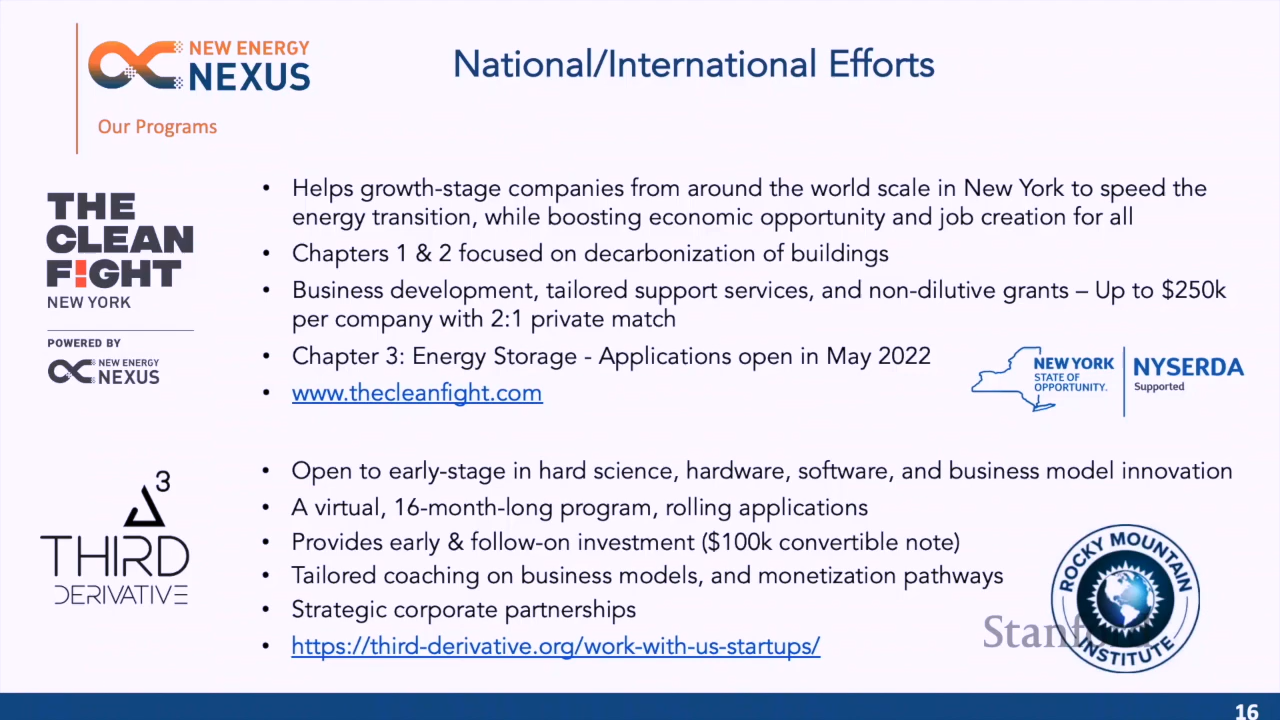 NEW ENERGY
NEXUS
National/International Efforts
Our Programs
THE
CLEAN
F!GHT
NEW YORK
POWERED BY
NEW ENERGY
NEXUS
• Helps growth-stage companies from around the world scale in New York to speed the
energy transition, while boosting economic opportunity and job creation for all
• Chapters 1 & 2 focused on decarbonization of buildings
• Business development, tailored support services, and non-dilutive grants – Up to $250k
per company with 2:1 private match
• Chapter 3: Energy Storage - Applications open in May 2022
• www.thecleanfight.com
NEW YORK
STATE OF
OPPORTUNITY.
NYSERDA
Supported
3
THIRD
DERIVATIVE
• Open to early-stage in hard science, hardware, software, and business model innovation
• A virtual, 16-month-long program, rolling applications
• Provides early & follow-on investment ($100k convertible note)
• Tailored coaching on business models, and monetization pathways
• Strategic corporate partnerships
• https://third-derivative.org/work-with-us-startups/
ROCKY MOUNTAIN
INSTITUTE
16